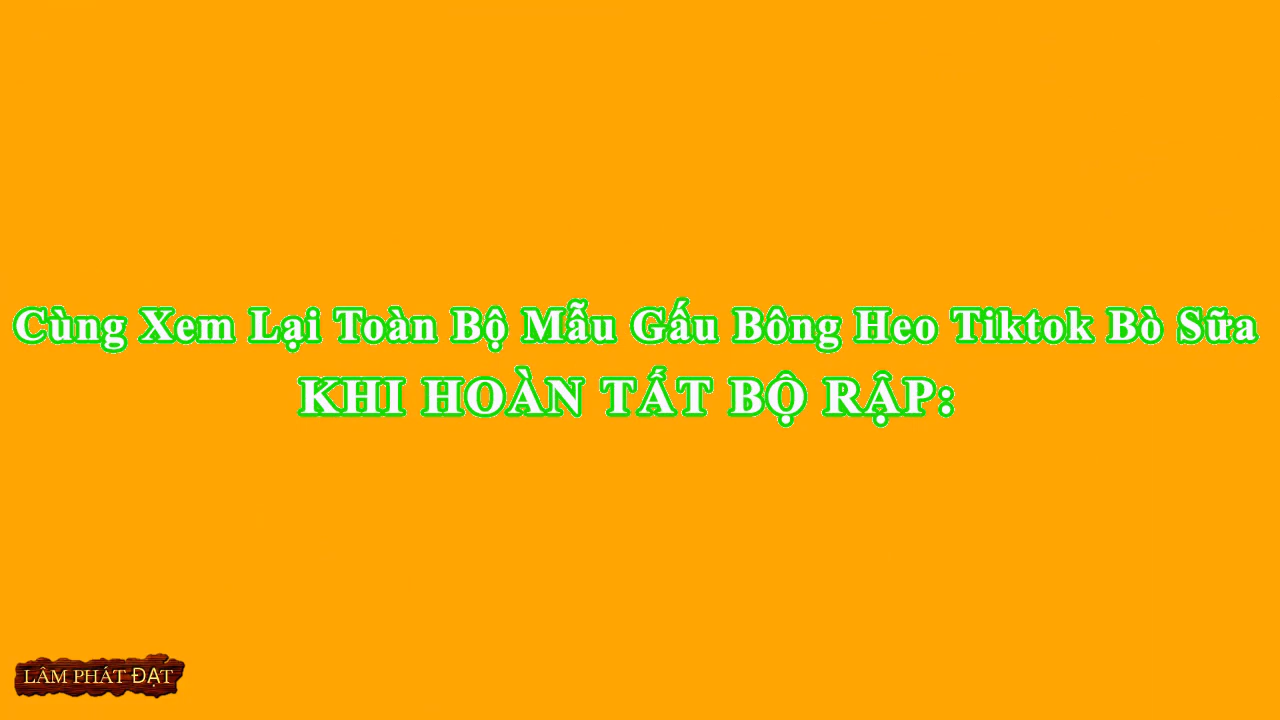 Cùng Xem Lại Toàn Bộ Mẫu Gấu Bông Heo Tiktok Bò Sữa
KHI HOÀN TẤT BỘ RẬP:
LÂM PHÁT ĐẠT